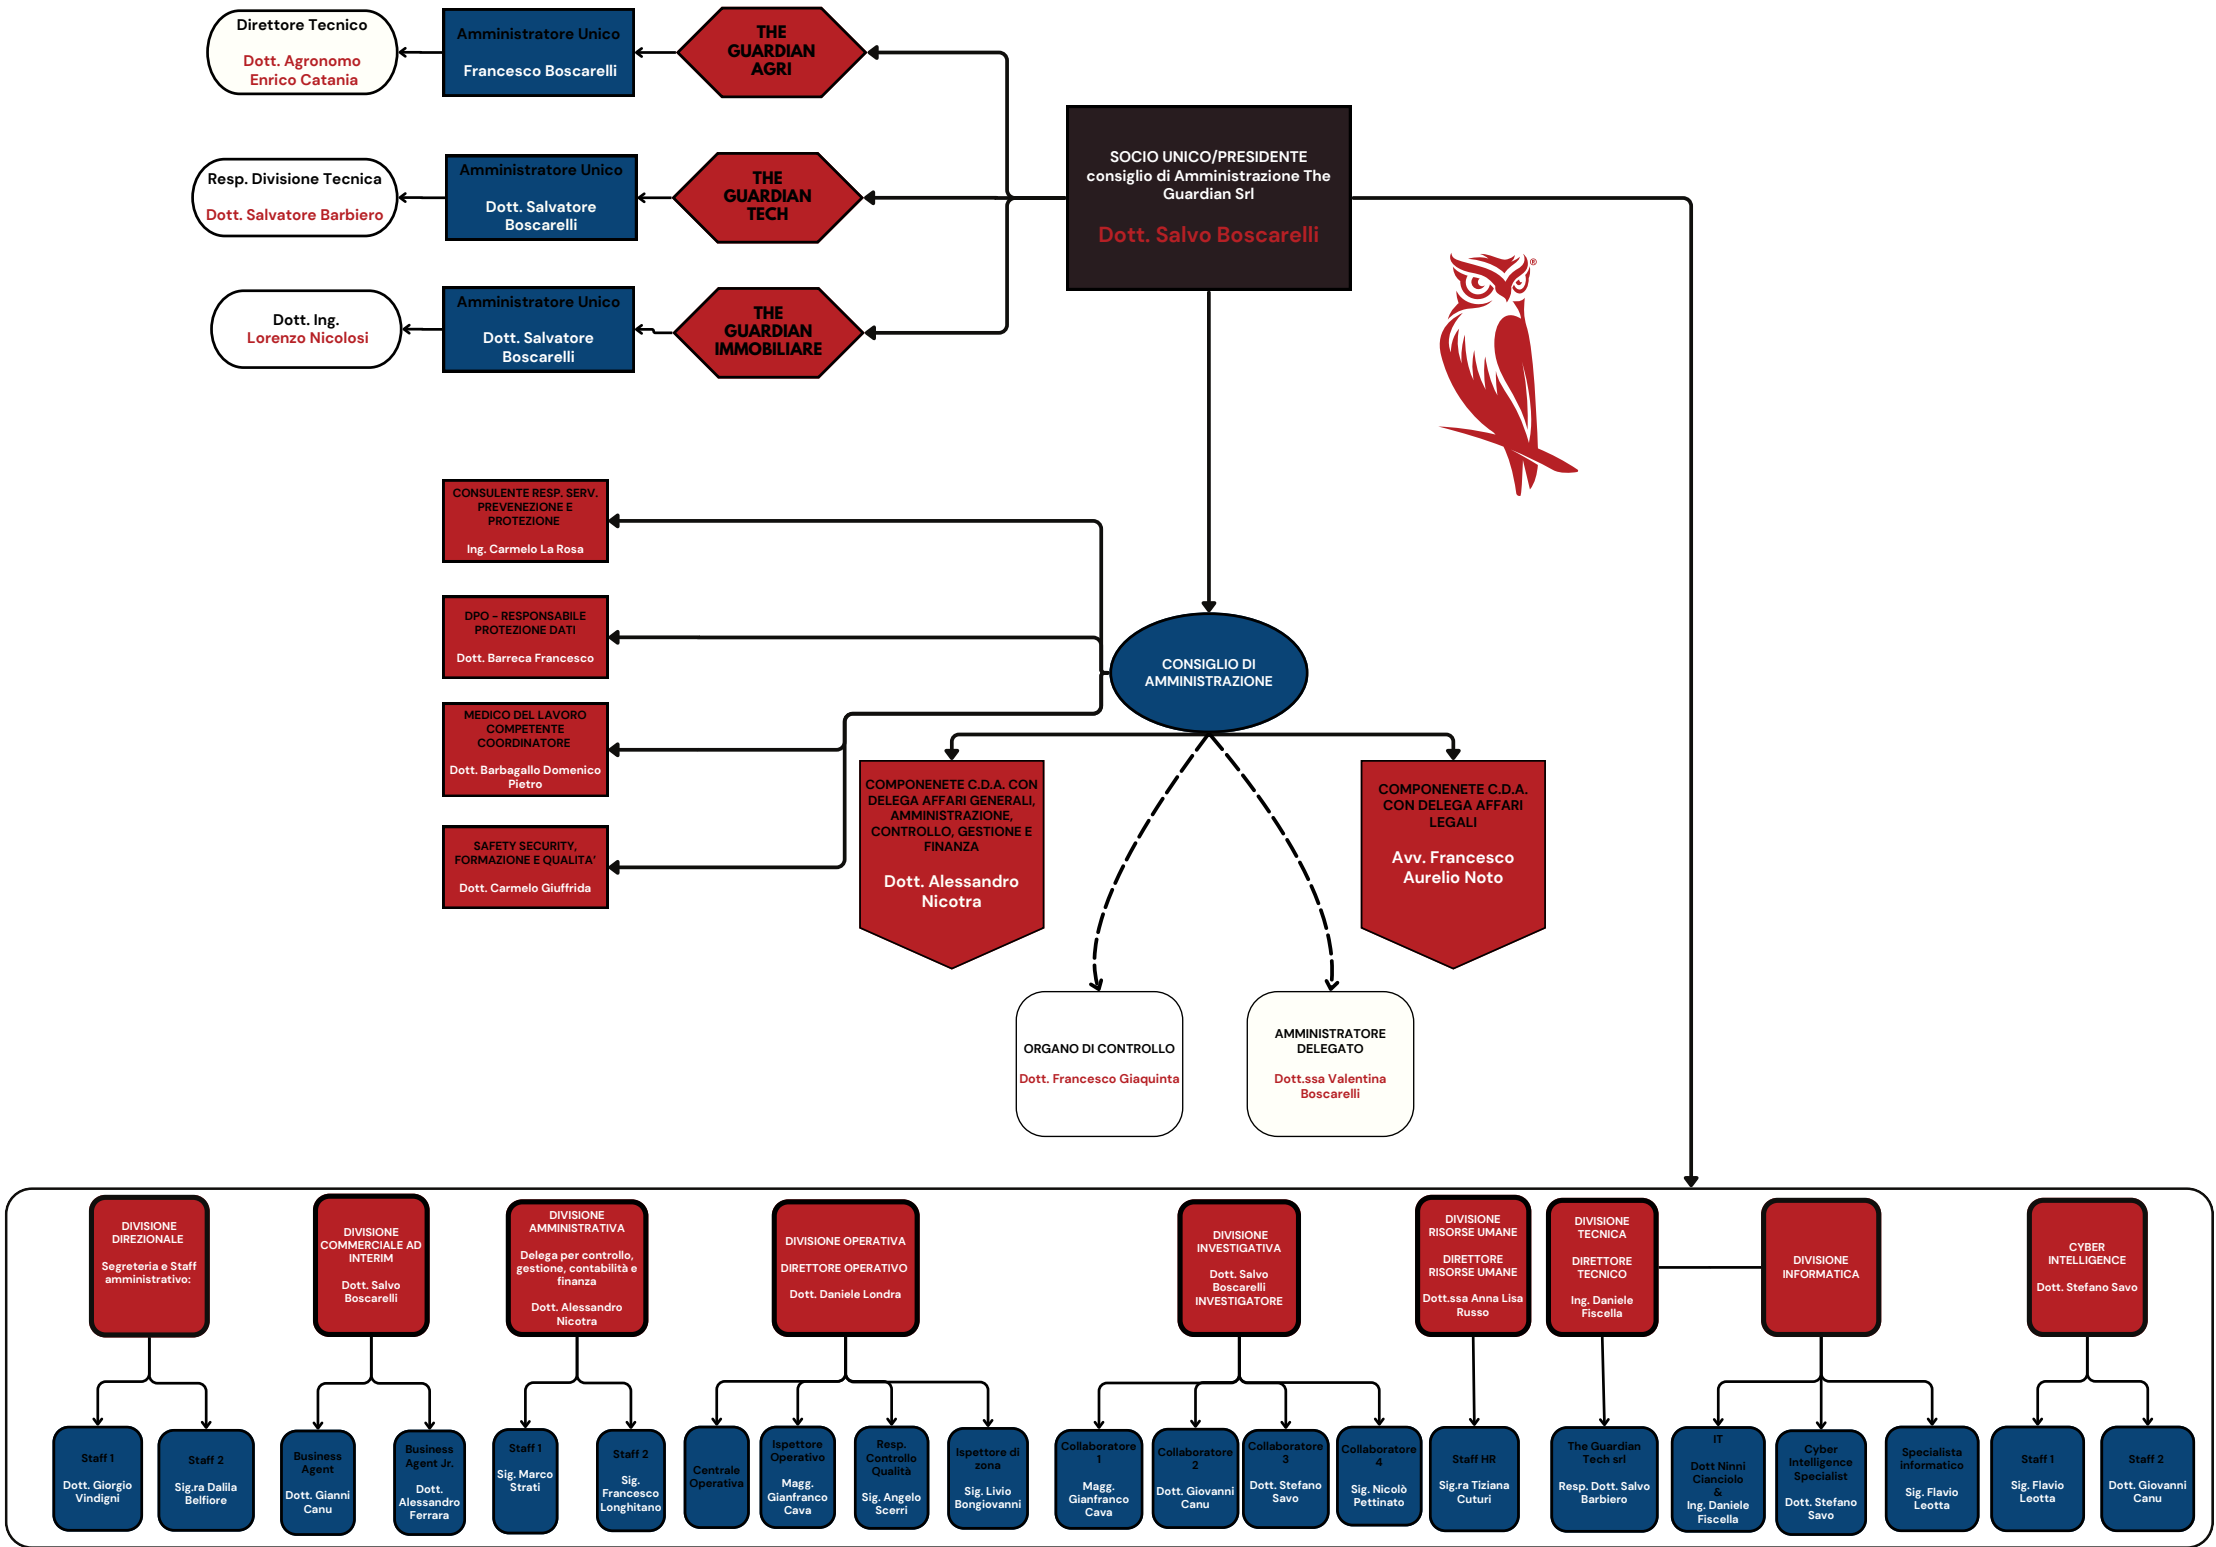 Direttore Tecnico
Dott. Agronomo
Enrico Catania
Amministratore Unico
Francesco Boscarelli
THE
GUARDIAN
AGRI
Resp. Divisione Tecnica
Dott. Salvatore Barbiero
Amministratore Unico
Dott. Salvatore
Boscarelli
THE
GUARDIAN
TECH
Dott. Ing.
Lorenzo Nicolosi
Amministratore Unico
Dott. Salvatore
Boscarelli
THE
GUARDIAN
IMMOBILIARE
SOCIO UNICO/PRESIDENTE
consiglio di Amministrazione The
Guardian Srl
Dott. Salvo Boscarelli
®
CONSULENTE RESP. SERV.
PREVENEZIONE E
PROTEZIONE
Ing. Carmelo La Rosa
DPO - RESPONSABILE
PROTEZIONE DATI
Dott. Barreca Francesco
MEDICO DEL LAVORO
COMPETENTE
COORDINATORE
Dott. Barbagallo Domenico
Pietro
SAFETY SECURITY,
FORMAZIONE E QUALITA'
Dott. Carmelo Giuffrida
CONSIGLIO DI
AMMINISTRAZIONE
COMPONENETE C.D.A. CON
DELEGA AFFARI GENERALI,
AMMINISTRAZIONE,
CONTROLLO, GESTIONE E
FINANZA
Dott. Alessandro
Nicotra
COMPONENETE C.D.A.
CON DELEGA AFFARI
LEGALI
Avv. Francesco
Aurelio Noto
ORGANO DI CONTROLLO
Dott. Francesco Giaquinta
AMMINISTRATORE
DELEGATO
Dott.ssa Valentina
Boscarelli
DIVISIONE
DIREZIONALE
Segreteria e Staff
amministrativo:
DIVISIONE
COMMERCIALE AD
INTERIM
Dott. Salvo
Boscarelli
DIVISIONE
AMMINISTRATIVA
Delega per controllo,
gestione, contabilità e
finanza
Dott. Alessandro
Nicotra
DIVISIONE OPERATIVA
DIRETTORE OPERATIVO
Dott. Daniele Londra
DIVISIONE
INVESTIGATIVA
Dott. Salvo
Boscarelli
INVESTIGATORE
DIVISIONE
RISORSE UMANE
DIRETTORE
RISORSE UMANE
Dott.ssa Anna Lisa
Russo
DIVISIONE
TECNICA
DIRETTORE
TECNICO
Ing. Daniele
Fiscella
DIVISIONE
INFORMATICA
CYBER
INTELLIGENCE
Dott. Stefano Savo
Staff 1
Dott. Giorgio
Vindigni
Staff 2
Sig.ra Dalila
Belfiore
Business
Agent
Dott. Gianni
Canu
Business
Agent Jr.
Dott.
Alessandro
Ferrara
Staff 1
Sig. Marco
Strati
Staff 2
Sig.
Francesco
Longhitano
Centrale
Operativa
Ispettore
Operativo
Magg.
Gianfranco
Cava
Resp.
Controllo
Qualità
Sig. Angelo
Scerri
Ispettore di
zona
Sig. Livio
Bongiovanni
Collaboratore
1
Magg.
Gianfranco
Cava
Collaboratore
2
Dott. Giovanni
Canu
Collaboratore
3
Dott. Stefano
Savo
Collaboratore
4
Sig. Nicolò
Pettinato
Staff HR
Sig.ra Tiziana
Cuturi
The Guardian
Tech srl
Resp. Dott. Salvo
Barbiero
IT
Dott Ninni
Cianciolo
&
Ing. Daniele
Fiscella
Cyber
Intelligence
Specialist
Dott. Stefano
Savo
Specialista
informatico
Sig. Flavio
Leotta
Staff 1
Sig. Flavio
Leotta
Staff 2
Dott. Giovanni
Canu